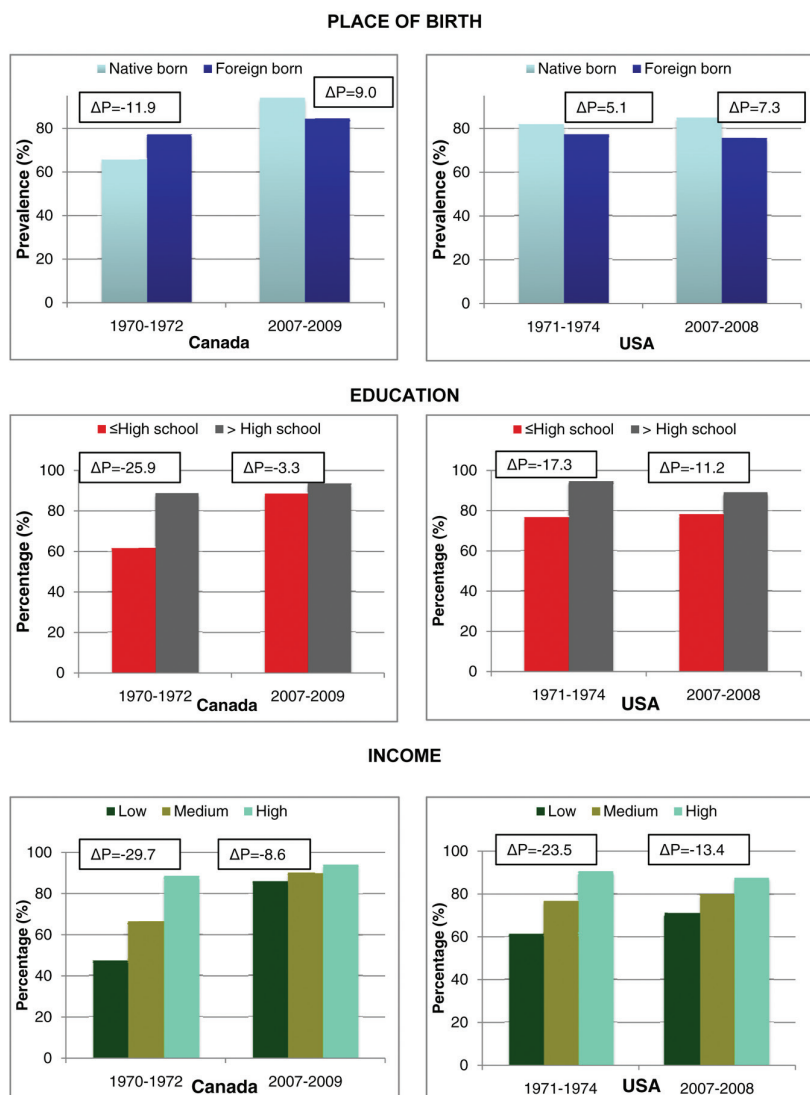 PLACE OF BIRTH
Native born Foreign born
ΔP=-11.9
ΔP=9.0
Prevalence (%)
80
60
40
20
0
1970-1972 2007-2009
Canada
Native born Foreign born
ΔP=5.1
ΔP=7.3
Prevalence (%)
80
60
40
20
0
1971-1974 2007-2008
USA
EDUCATION
≤High school > High school
ΔP=-25.9
ΔP=-3.3
Percentage (%)
100
80
60
40
20
0
1970-1972 2007-2009
Canada
≤High school > High school
ΔP=-17.3
ΔP=-11.2
Percentage (%)
100
80
60
40
20
0
1971-1974 2007-2008
USA
INCOME
Low Medium High
ΔP=-29.7
ΔP=-8.6
Percentage (%)
100
80
60
40
20
0
1970-1972 2007-2009
Canada
Low Medium High
ΔP=-23.5
ΔP=-13.4
Percentage (%)
100
80
60
40
20
0
1971-1974 2007-2008
USA